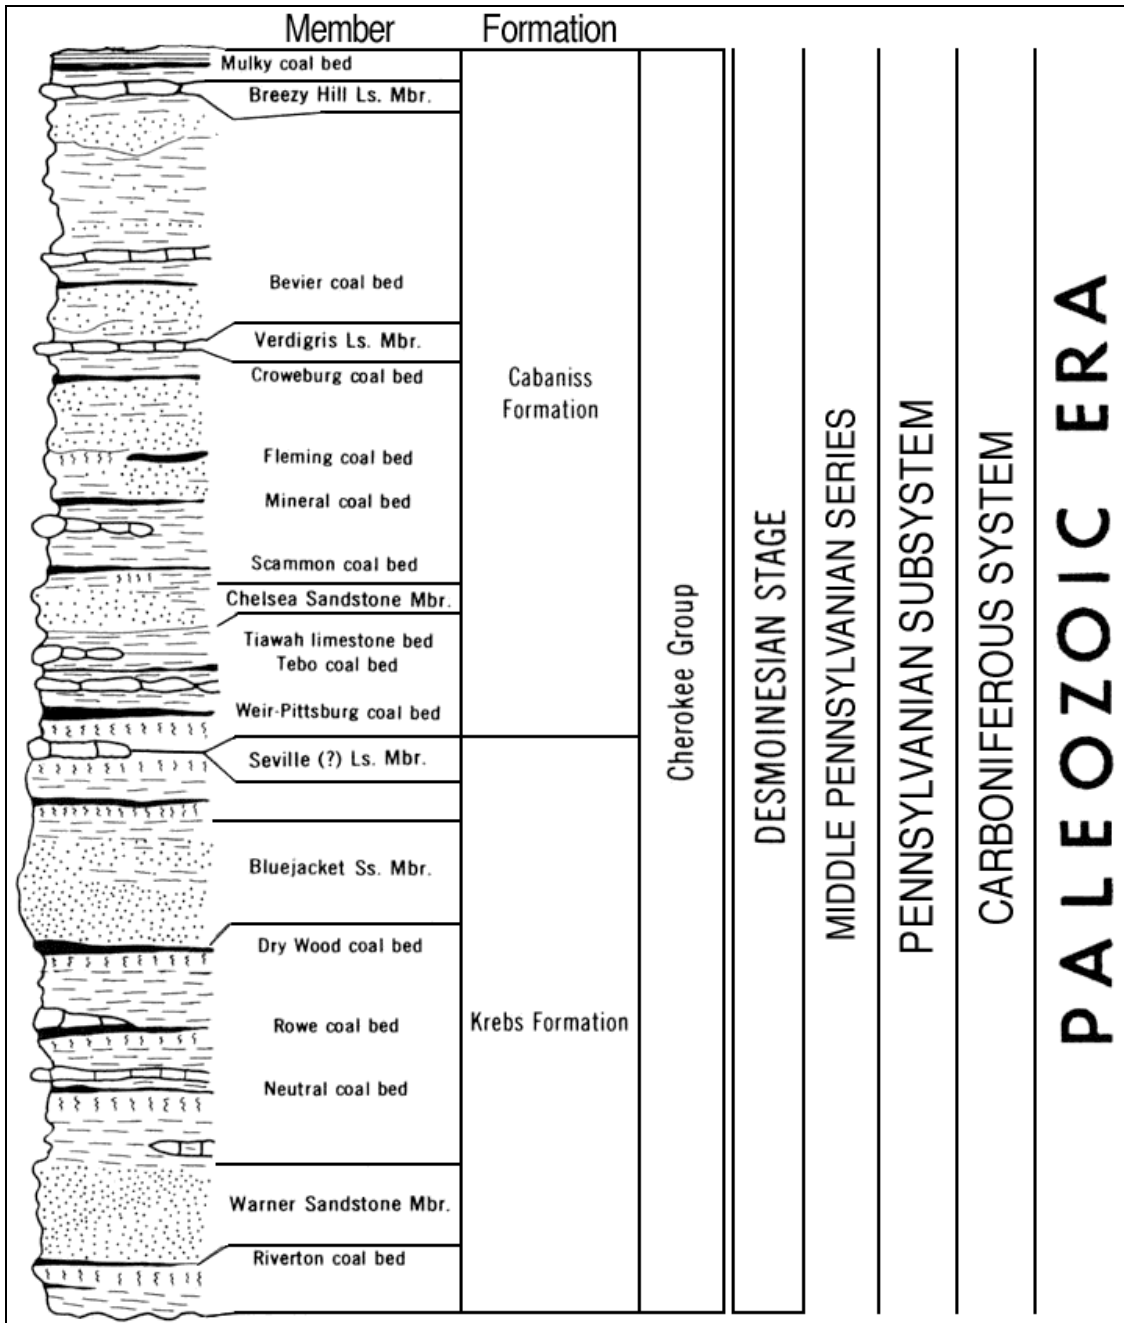 Member
Formation
Mulky coal bed
Breezy Hill Ls. Mbr.
Bevier coal bed
Verdigris Ls. Mbr.
Croweburg coal bed
Fleming coal bed
Mineral coal bed
Scammon coal bed
Chelsea Sandstone Mbr.
Tiawah limestone bed
Tebo coal bed
Weir-Pittsburg coal bed
Seville (?) Ls. Mbr.
Bluejacket Ss. Mbr.
Dry Wood coal bed
Rowe coal bed
Neutral coal bed
Warner Sandstone Mbr.
Riverton coal bed
Cabaniss
Formation
Krebs Formation
Cherokee Group
DESMOINESIAN STAGE
MIDDLE PENNSYLVANIAN SERIES
PENNSYLVANIAN SUBSYSTEM
CARBONIFEROUS SYSTEM
PALEOZOIC ERA